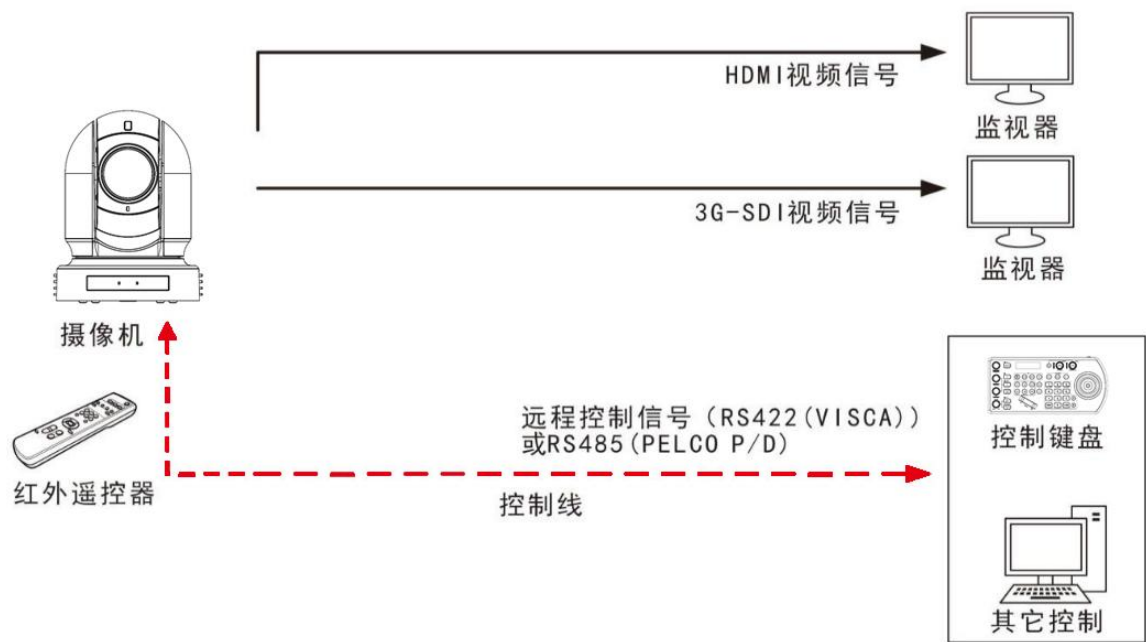 HDMI视频信号
监视器
3G-SDI视频信号
监视器
摄像机
远程控制信号（RS422(VISCA)）
或RS485(PELCO P/D)
控制键盘
红外遥控器
控制线
其它控制